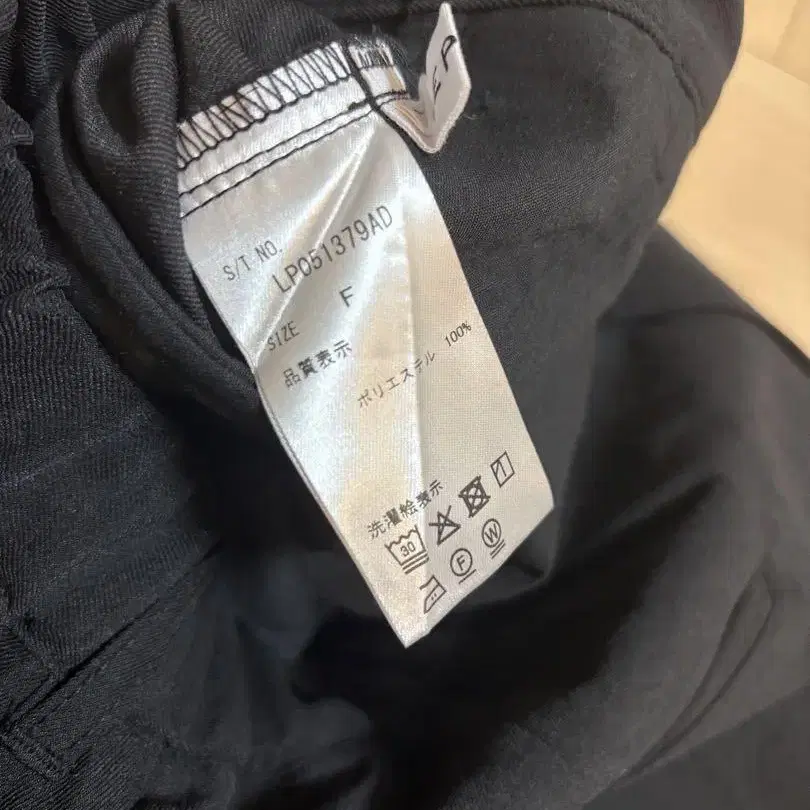 S/T NO.
LP051379AD
SIZE F
品質表示
ポリエステル 100%
洗濯絵表示
30
F W
EP